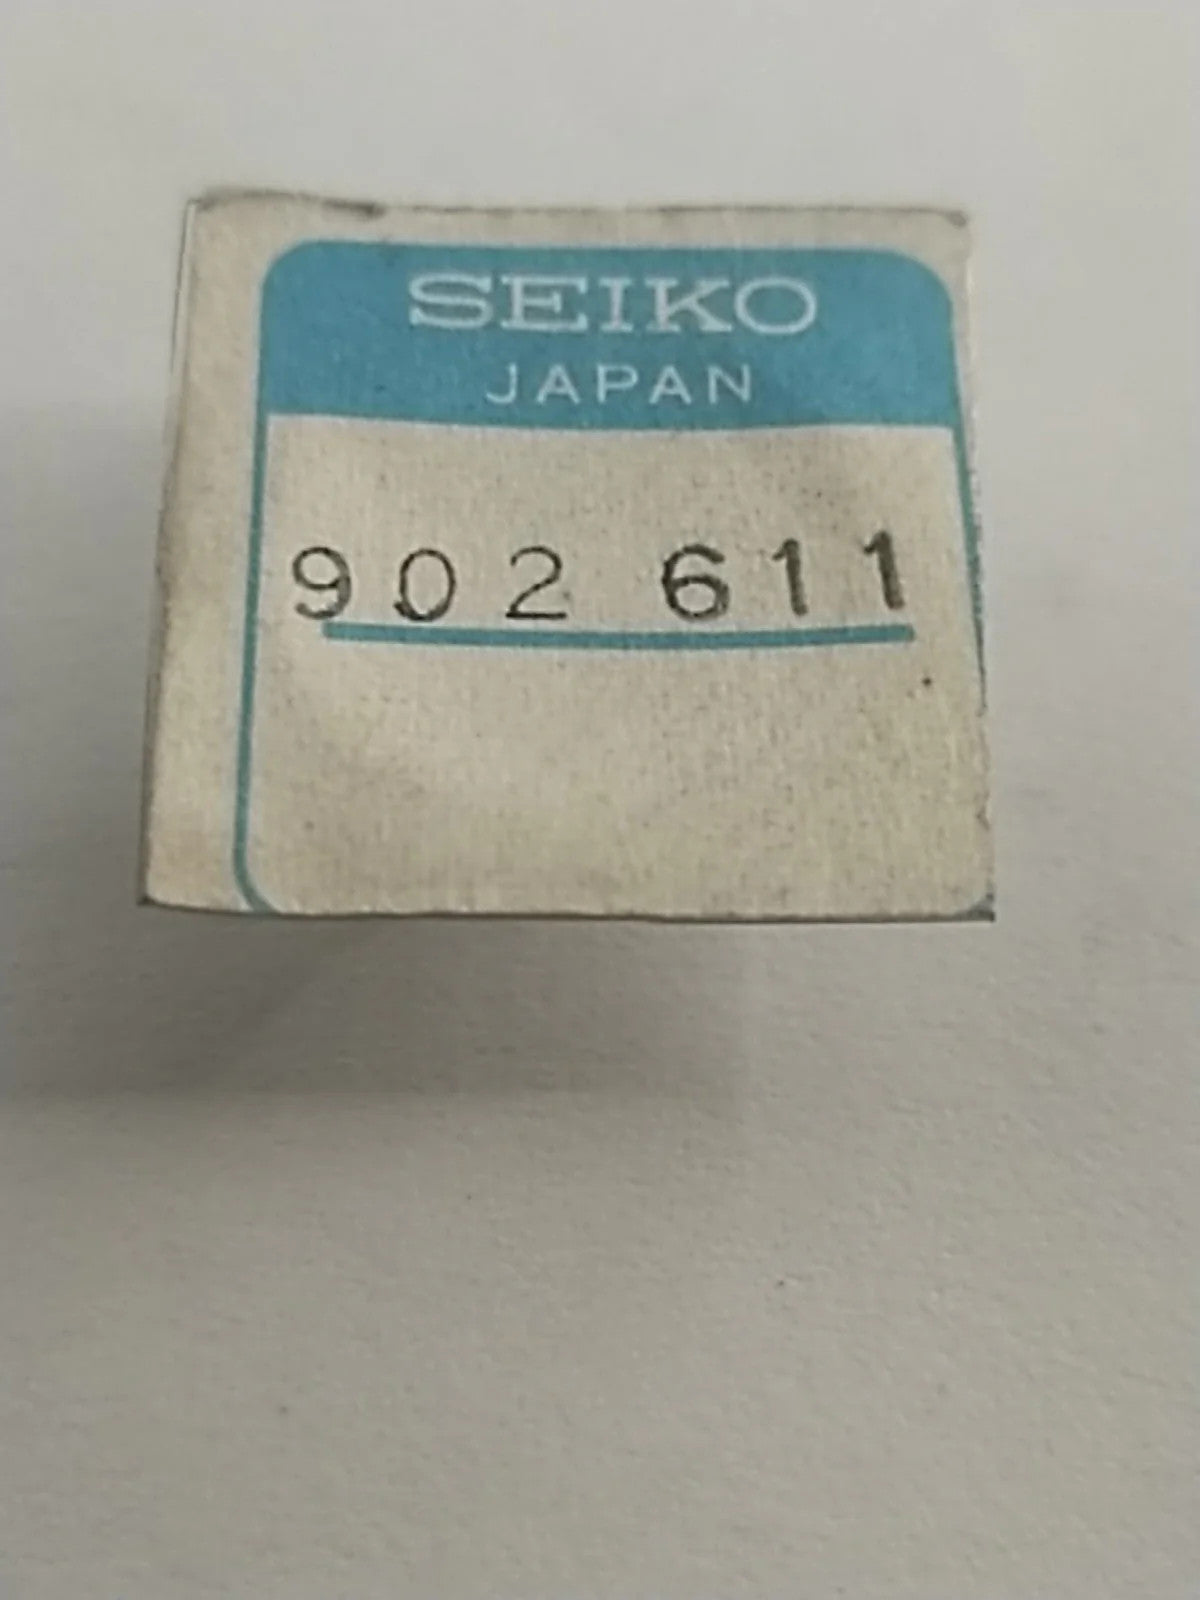 SEIKO
JAPAN
902 611